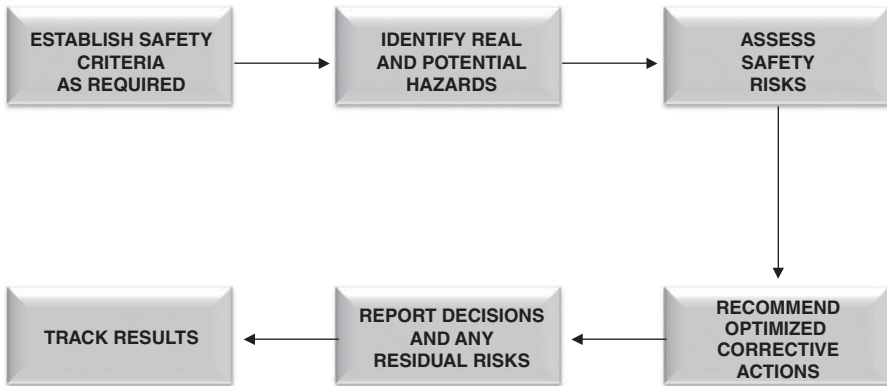 ESTABLISH SAFETY
CRITERIA
AS REQUIRED
IDENTIFY REAL
AND POTENTIAL
HAZARDS
ASSESS
SAFETY
RISKS
RECOMMEND
OPTIMIZED
CORRECTIVE
ACTIONS
REPORT DECISIONS
AND ANY
RESIDUAL RISKS
TRACK RESULTS